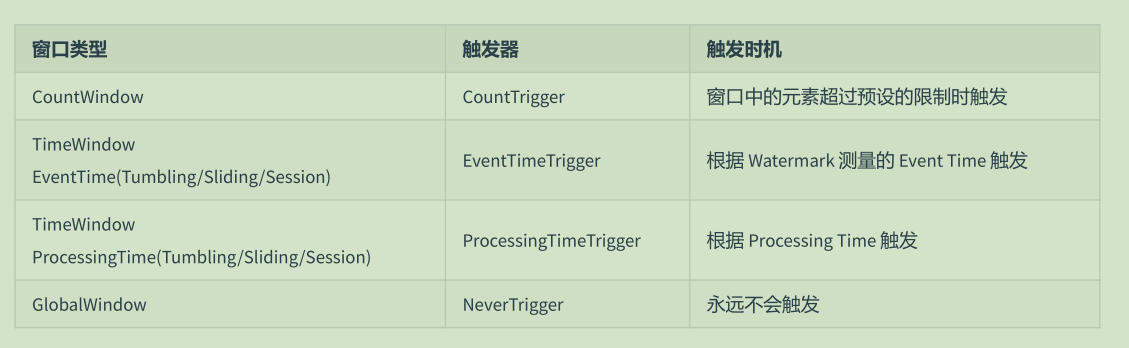 窗口类型 触发器 触发时机
CountWindow CountTrigger 窗口中的元素超过预设的限制时触发
TimeWindow
EventTime(Tumbling/Sliding/Session) EventTimeTrigger 根据 Watermark 测量的 Event Time 触发
TimeWindow
ProcessingTime(Tumbling/Sliding/Session) ProcessingTimeTrigger 根据 Processing Time 触发
GlobalWindow NeverTrigger 永远不会触发